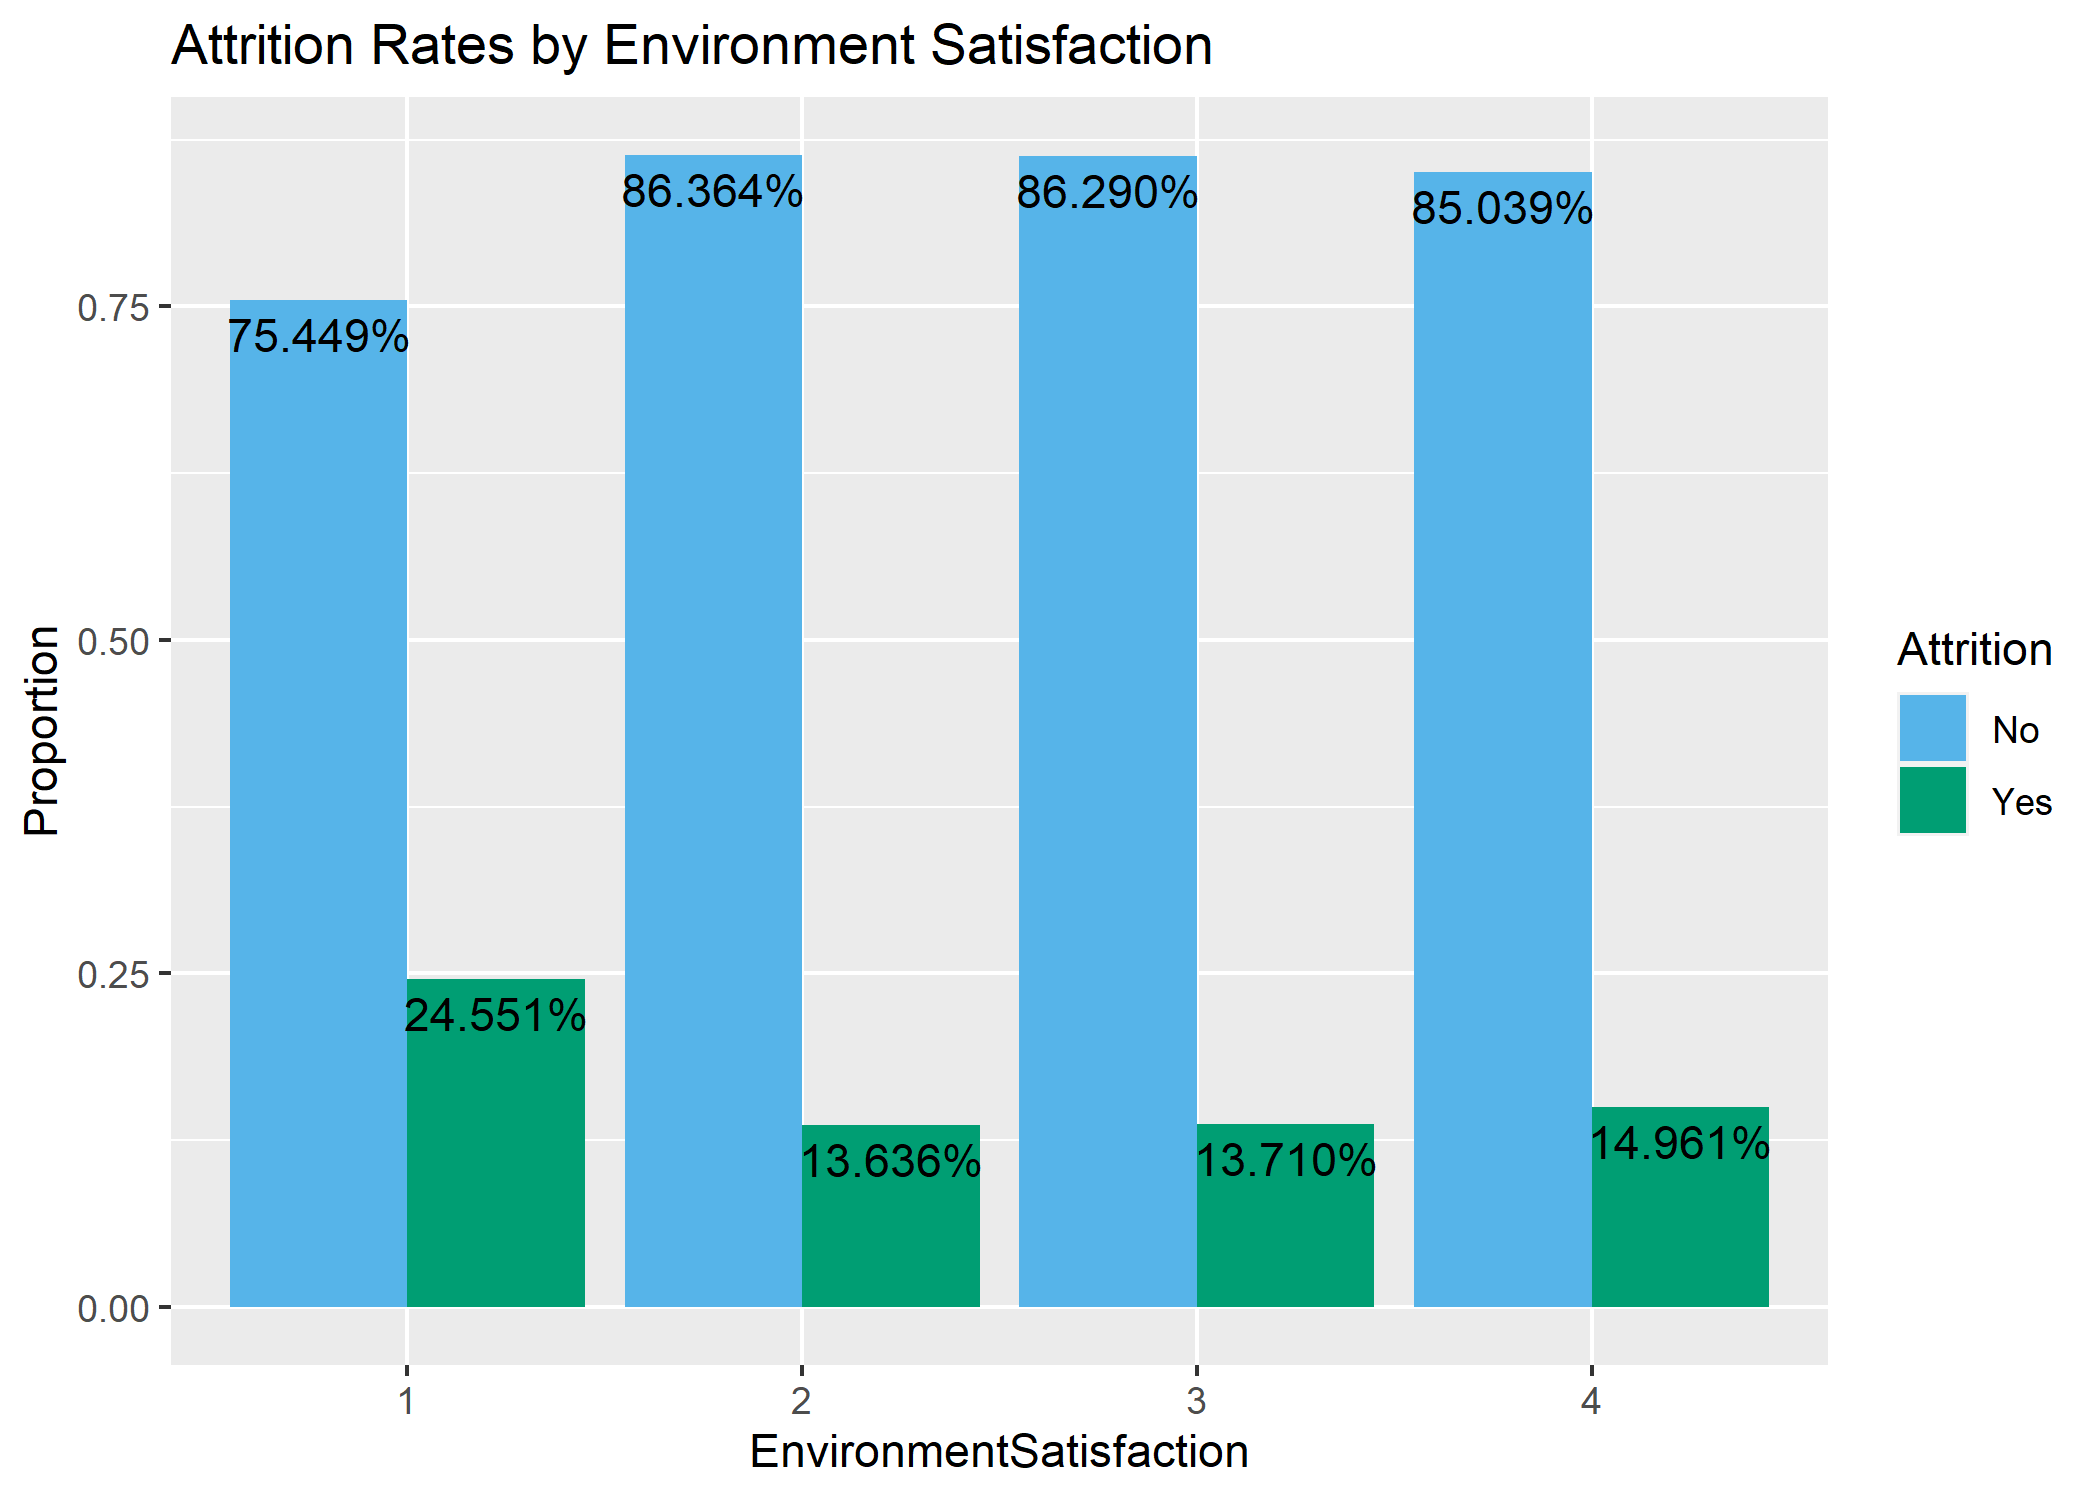 Attrition Rates by Environment Satisfaction
86.364%
86.290%
85.039%
0.75
75.449%
0.50
Proportion
Attrition
No
Yes
0.25
24.551%
13.636%
13.710%
14.961%
0.00
1
2
3
4
EnvironmentSatisfaction